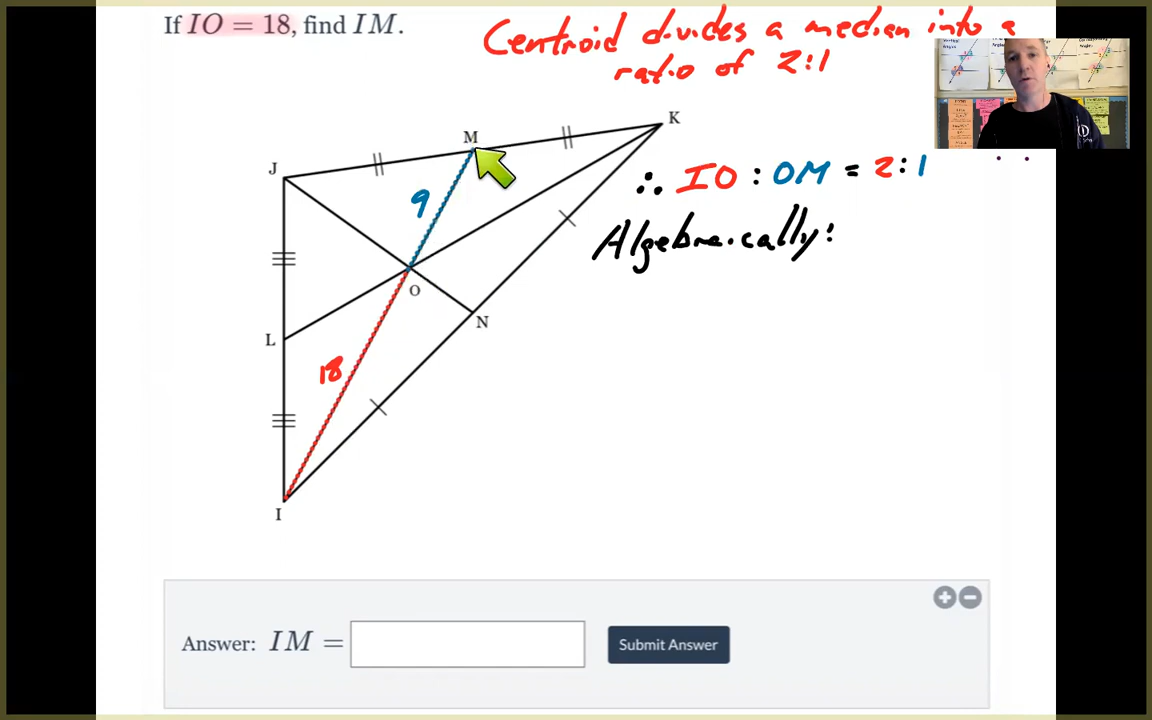 If IO = 18, find IM.
Centroid divides a median into a
ratio of 2:1
K
M
J
∴ IO : OM = 2:1
9
Algebraically:
O
N
L
18
I
Answer: IM =
Submit Answer